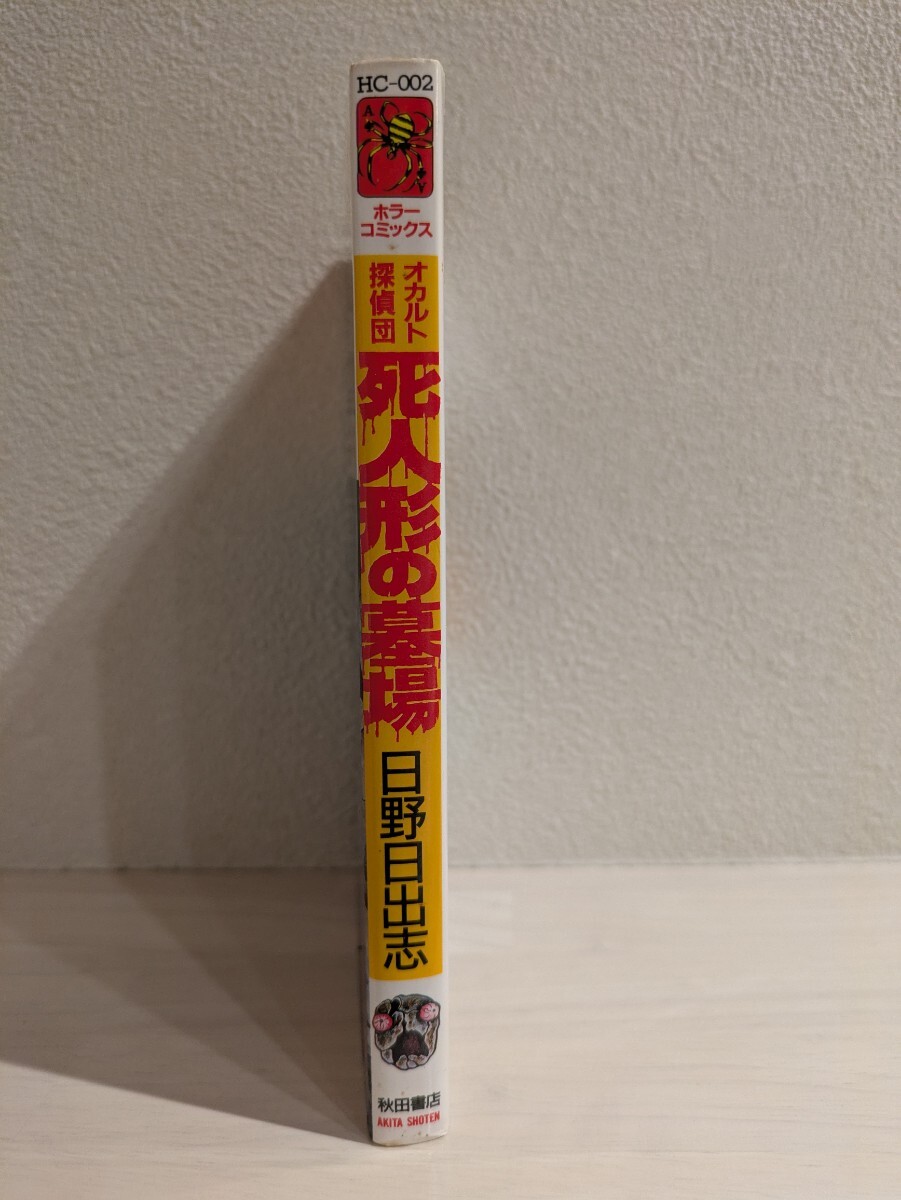 HC-002
A
A
ホラー
コミックス
オカルト
探偵団
死人形の墓場
日野日出志
秋田書店
AKITA SHOTEN